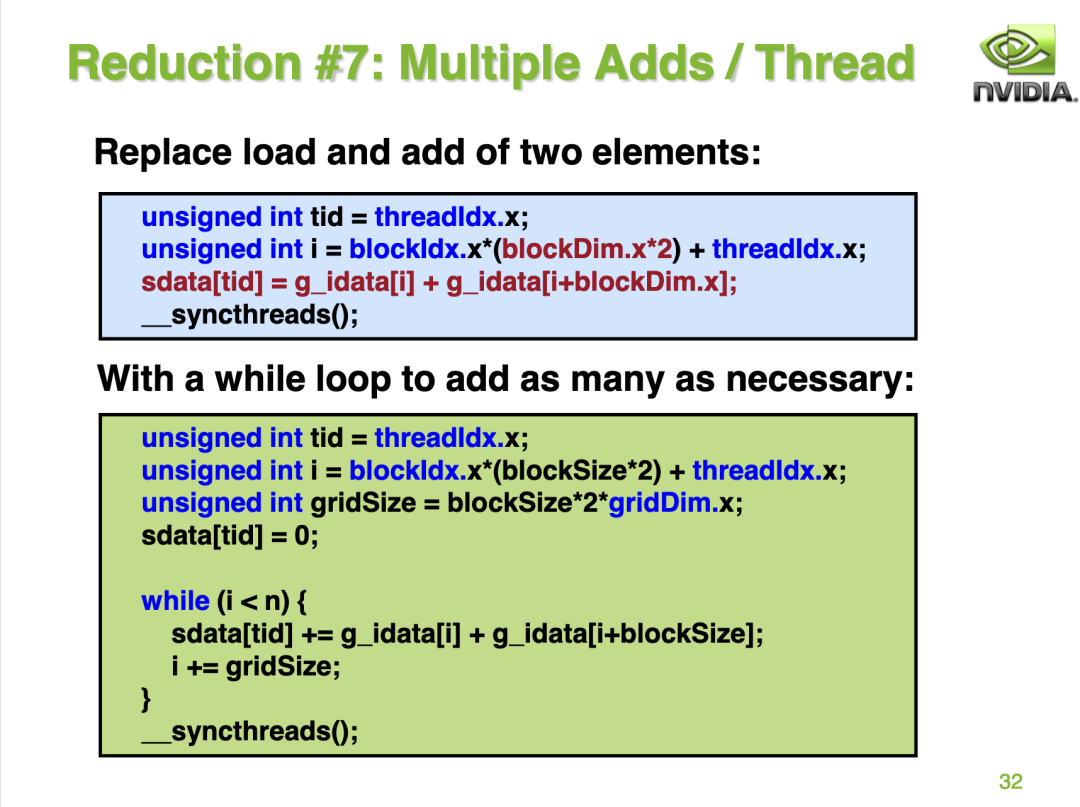 Reduction #7: Multiple Adds / Thread
NVIDIA.
Replace load and add of two elements:
unsigned int tid = threadIdx.x;
unsigned int i = blockIdx.x*(blockDim.x*2) + threadIdx.x;
sdata[tid] = g_idata[i] + g_idata[i+blockDim.x];
__syncthreads();
With a while loop to add as many as necessary:
unsigned int tid = threadIdx.x;
unsigned int i = blockIdx.x*(blockSize*2) + threadIdx.x;
unsigned int gridSize = blockSize*2*gridDim.x;
sdata[tid] = 0;
while (i < n) {
sdata[tid] += g_idata[i] + g_idata[i+blockSize];
i += gridSize;
}
__syncthreads();
32